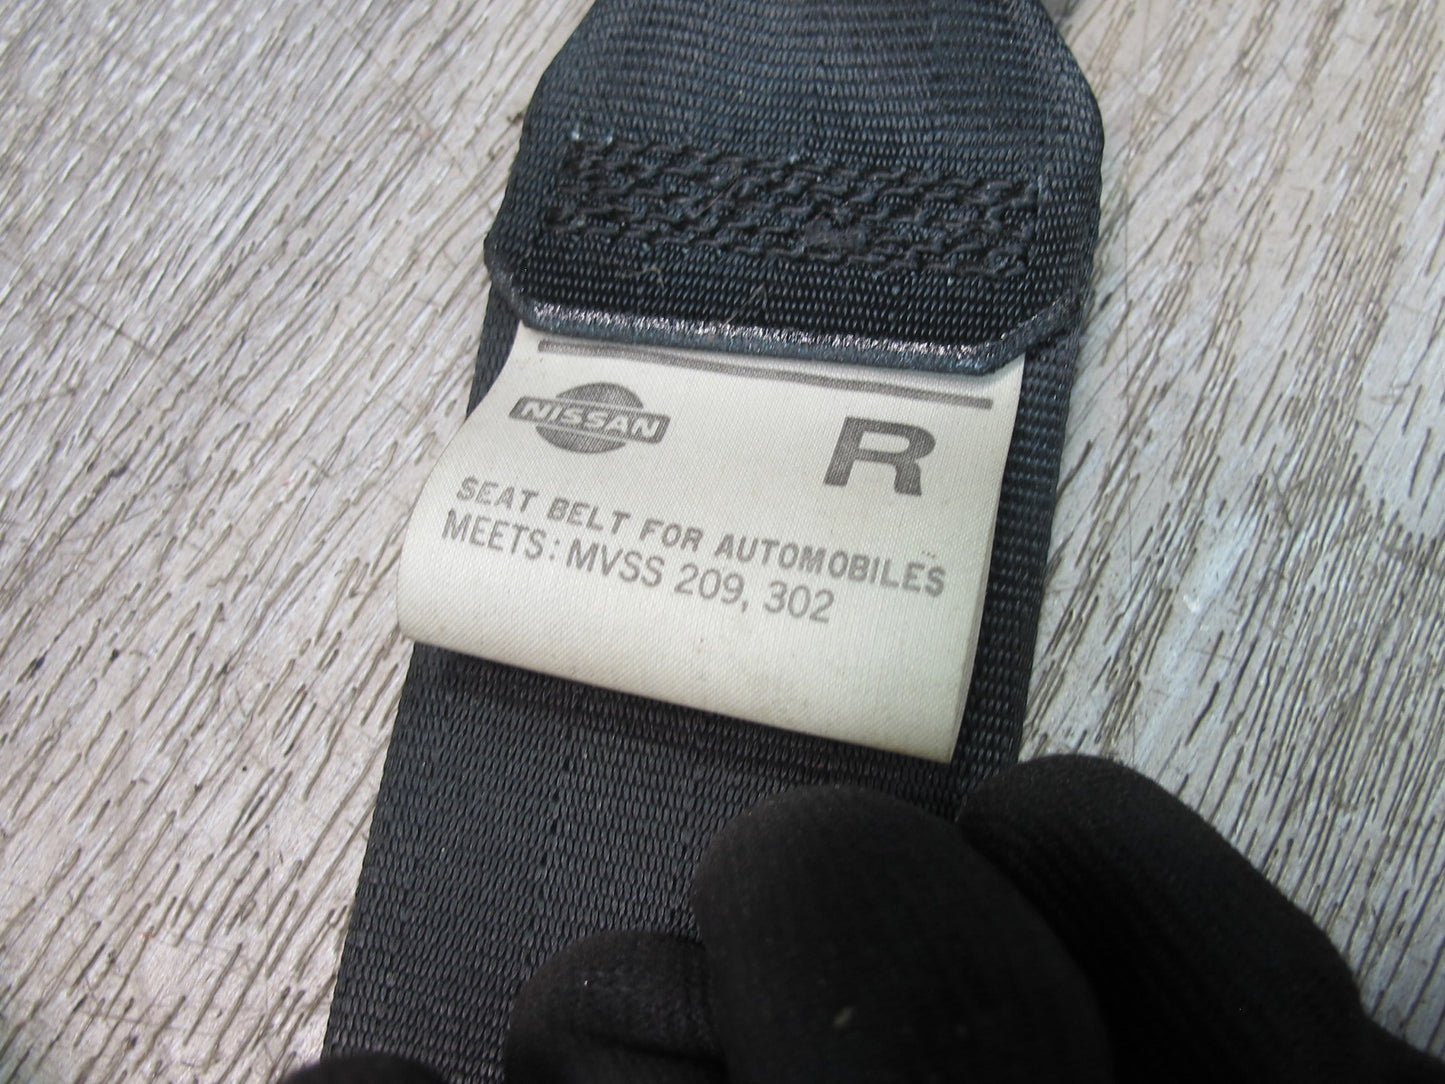 NISSAN
R
SEAT BELT FOR AUTOMOBILES
MEETS: MVSS 209, 302